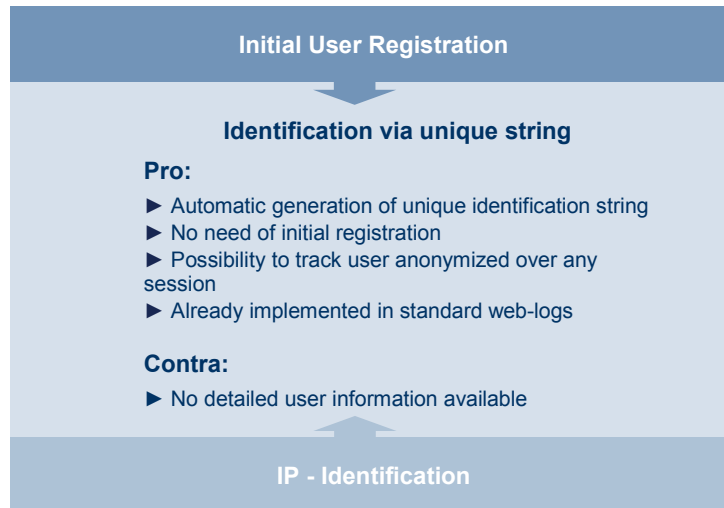 Initial User Registration
Identification via unique string
Pro:
► Automatic generation of unique identification string
► No need of initial registration
► Possibility to track user anonymized over any
session
► Already implemented in standard web-logs
Contra:
► No detailed user information available
IP - Identification